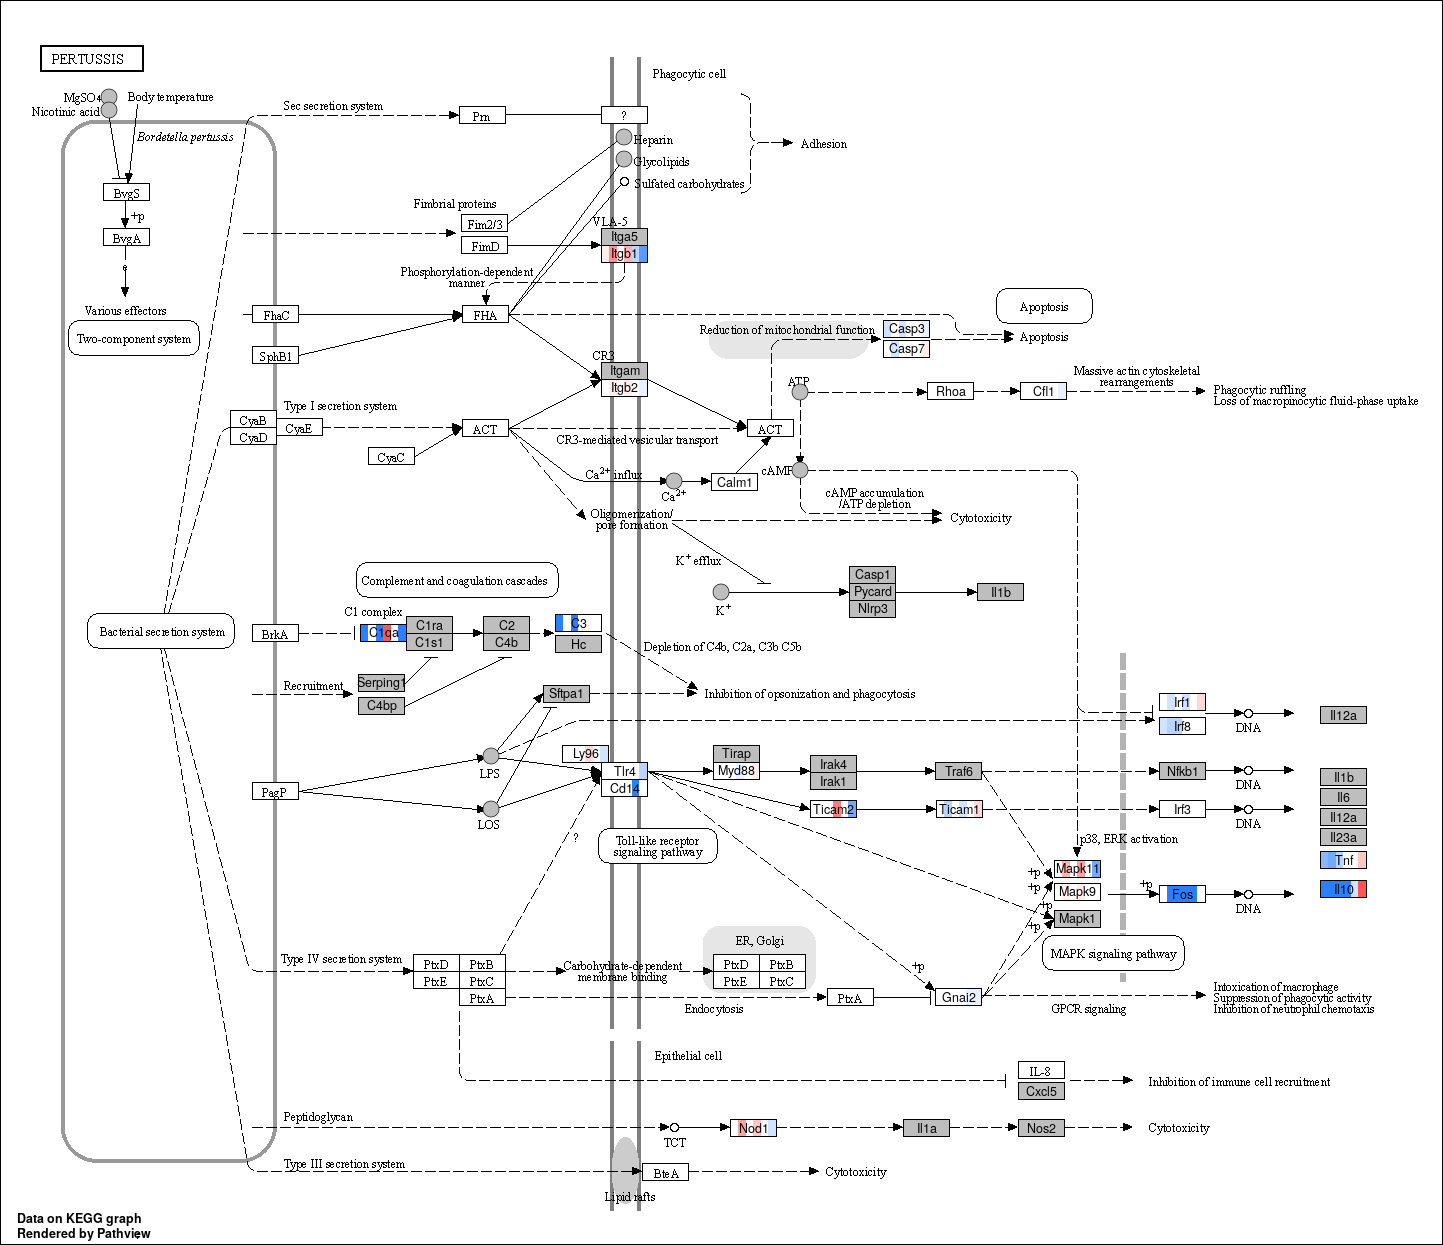 PERTUSSIS
MgSO4
Nicotinic acid
Body temperature
Bordetella pertussis
BvgS
+p
BvgA
e
Various effectors
Two-component system
Bacterial secretion system
Phagocytic cell
Sec secretion system
Prn
?
Heparin
Glycolipids
Sulfated carbohydrates
Adhesion
Fimbrial proteins
Fim2/3
FimD
VLA-5
Itga5
Itgb1
Phosphorylation-dependent
manner
FhaC
FHA
SphB1
Reduction of mitochondrial function
Casp3
Casp7
Apoptosis
Apoptosis
CR3
Itgam
Itgb2
ATP
Rhoa
Cfl1
Massive actin cytoskeletal
rearrangements
Phagocytic ruffling
Loss of macropinocytic fluid-phase uptake
Type I secretion system
CyaB
CyaD
CyaE
ACT
CyaC
ACT
CR3-mediated vesicular transport
Ca2+ influx
Ca2+
Calm1
cAMP
cAMP accumulation
/ATP depletion
Cytotoxicity
Oligomerization/
pore formation
K+ efflux
K+
Casp1
Pycard
Nlrp3
Il1b
Complement and coagulation cascades
C1 complex
BrkA
C1qa
C1ra
C1s1
C2
C4b
C3
Hc
Depletion of C4b, C2a, C3b C5b
Recruitment
Serping1
C4bp
Sftpa1
Inhibition of opsonization and phagocytosis
Irf1
Irf8
DNA
Il12a
LPS
Ly96
Tlr4
Cd14
Tirap
Myd88
Irak4
Irak1
Traf6
Nfkb1
DNA
PagP
LOS
Ticam2
Ticam1
Irf3
DNA
Il1b
Il6
Il12a
Il23a
Tnf
Il10
?
Toll-like receptor
signaling pathway
p38, ERK activation
+p
Mapk11
+p
Mapk9
+p
Mapk1
+p
+p
Fos
DNA
MAPK signaling pathway
Type IV secretion system
PtxD
PtxB
PtxE
PtxC
PtxA
Carbohydrate-dependent
membrane binding
ER, Golgi
PtxD
PtxB
PtxE
PtxC
Endocytosis
PtxA
+p
Gnai2
GPCR signaling
Intoxication of macrophage
Suppression of phagocytic activity
Inhibition of neutrophil chemotaxis
Epithelial cell
IL-8
Cxcl5
Inhibition of immune cell recruitment
Peptidoglycan
TCT
Nod1
Il1a
Nos2
Cytotoxicity
Type III secretion system
BteA
Cytotoxicity
Lipid rafts
Data on KEGG graph
Rendered by Pathview